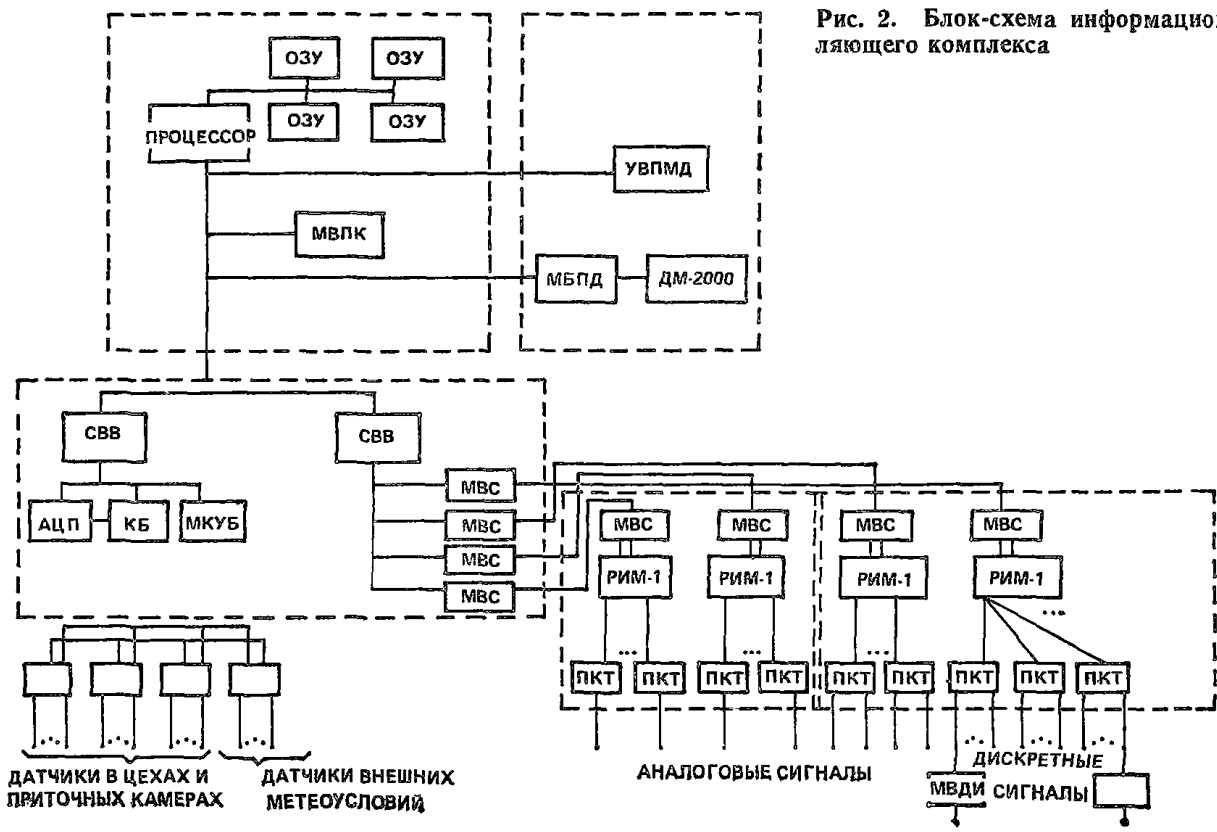 Рис. 2. Блок-схема информацио
ляющего комплекса
ОЗУ ОЗУ
ОЗУ ОЗУ
ПРОЦЕССОР
УВПМД
МВПК
МБПД ДМ-2000
СВВ СВВ
МВС
МВС
МВС
МВС
АЦП КБ МКУБ
МВС МВС МВС МВС
РИМ-1 РИМ-1 РИМ-1 РИМ-1
... ... ... ...
ПКТ ПКТ ПКТ ПКТ ПКТ ПКТ ПКТ ПКТ ПКТ
ДАТЧИКИ В ЦЕХАХ И
ПРИТОЧНЫХ КАМЕРАХ
ДАТЧИКИ ВНЕШНИХ
МЕТЕОУСЛОВИЙ
АНАЛОГОВЫЕ СИГНАЛЫ
ДИСКРЕТНЫЕ
СИГНАЛЫ
МВДИ